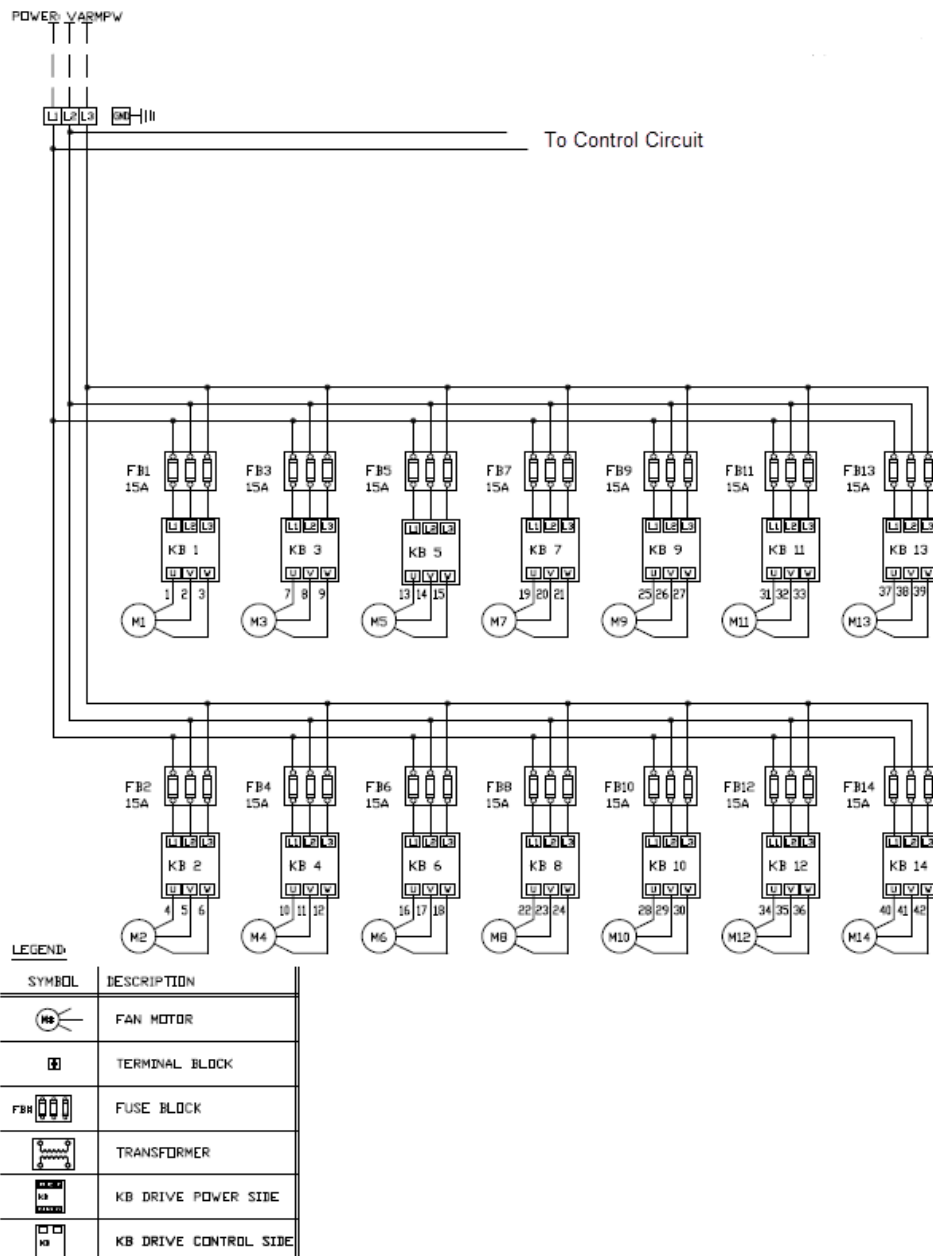 POWER: VARMPW
L1 L2 L3 GND
To Control Circuit
FB1 15A FB3 15A FB5 15A FB7 15A FB9 15A FB11 15A FB13 15A
L1 L2 L3 L1 L2 L3 L1 L2 L3 L1 L2 L3 L1 L2 L3 L1 L2 L3 L1 L2 L3
KB 1 KB 3 KB 5 KB 7 KB 9 KB 11 KB 13
U V W U V W U V W U V W U V W U V W U V W
1 2 3 7 8 9 13 14 15 19 20 21 25 26 27 31 32 33 37 38 39
M1 M3 M5 M7 M9 M11 M13
FB2 15A FB4 15A FB6 15A FB8 15A FB10 15A FB12 15A FB14 15A
L1 L2 L3 L1 L2 L3 L1 L2 L3 L1 L2 L3 L1 L2 L3 L1 L2 L3 L1 L2 L3
KB 2 KB 4 KB 6 KB 8 KB 10 KB 12 KB 14
U V W U V W U V W U V W U V W U V W U V W
4 5 6 10 11 12 16 17 18 22 23 24 28 29 30 34 35 36 40 41 42
M2 M4 M6 M8 M10 M12 M14
LEGEND:
SYMBOL DESCRIPTION
M# FAN MOTOR
# TERMINAL BLOCK
FB# FUSE BLOCK
TRANSFORMER
KB KB DRIVE POWER SIDE
KB KB DRIVE CONTROL SIDE